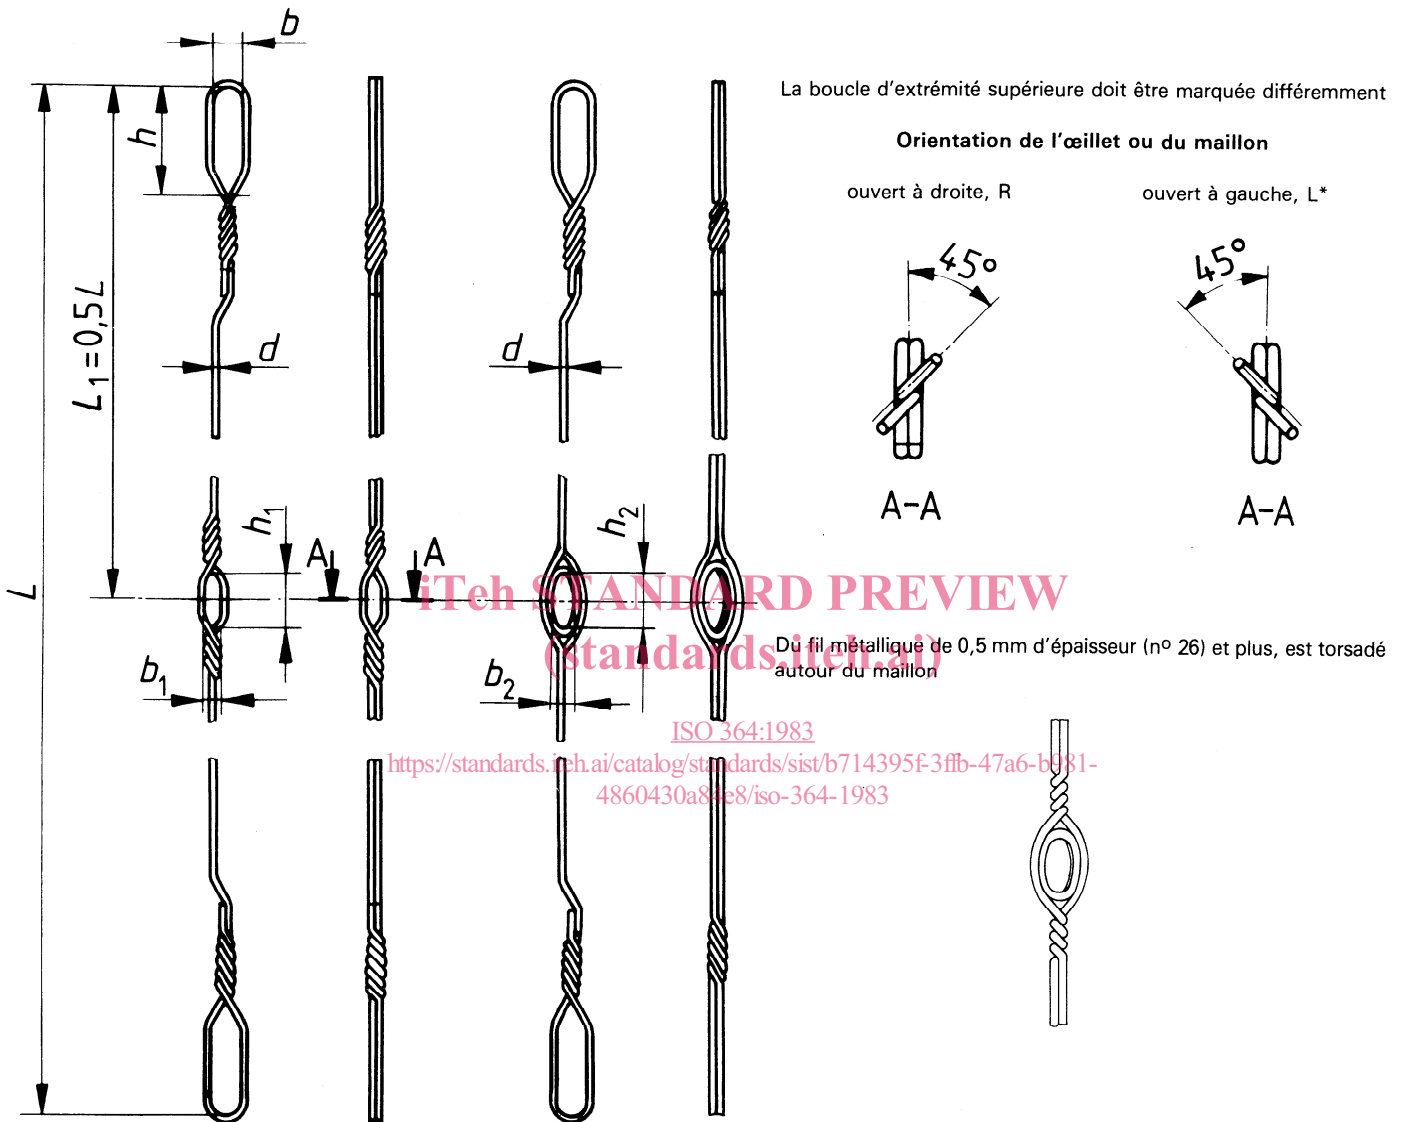 b
La boucle d'extrémité supérieure doit être marquée différemment
Orientation de l'œillet ou du maillon
ouvert à droite, R
ouvert à gauche, L*
h
45°
45°
L1 = 0,5L
d
d
A-A
A-A
h1
h2
A
A
L
iTeh STANDARD PREVIEW
(standards.iteh.ai)
Du fil métallique de 0,5 mm d'épaisseur (nº 26) et plus, est torsadé
autour du maillon
b1
b2
ISO 364:1983
https://standards.iteh.ai/catalog/standards/sist/b714395f-3ffb-47a6-b981-
4860430a84e8/iso-364-1983